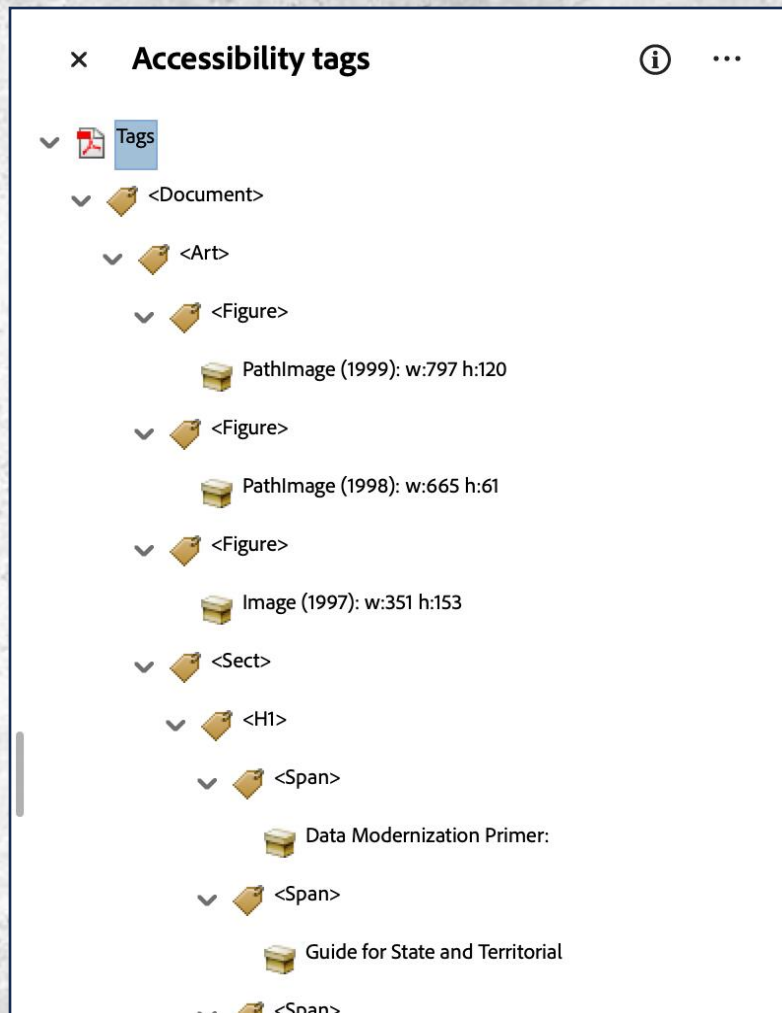 Accessibility tags
Tags
<Document>
<Art>
<Figure>
PathImage (1999): w:797 h:120
<Figure>
PathImage (1998): w:665 h:61
<Figure>
Image (1997): w:351 h:153
<Sect>
<H1>
<Span>
Data Modernization Primer:
<Span>
Guide for State and Territorial
<Span>